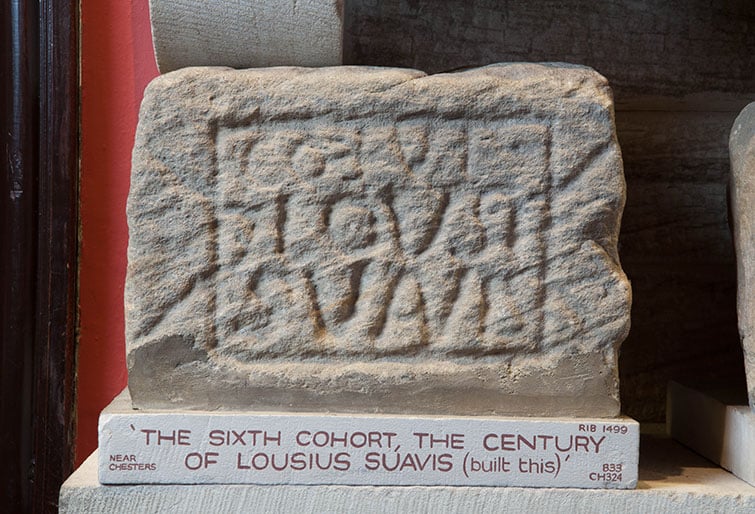 COH VI
LOVSI
SVAVIS
RIB 1499
'THE SIXTH COHORT, THE CENTURY
OF LOUSIUS SUAVIS (built this)'
NEAR
CHESTERS
B33
CH324